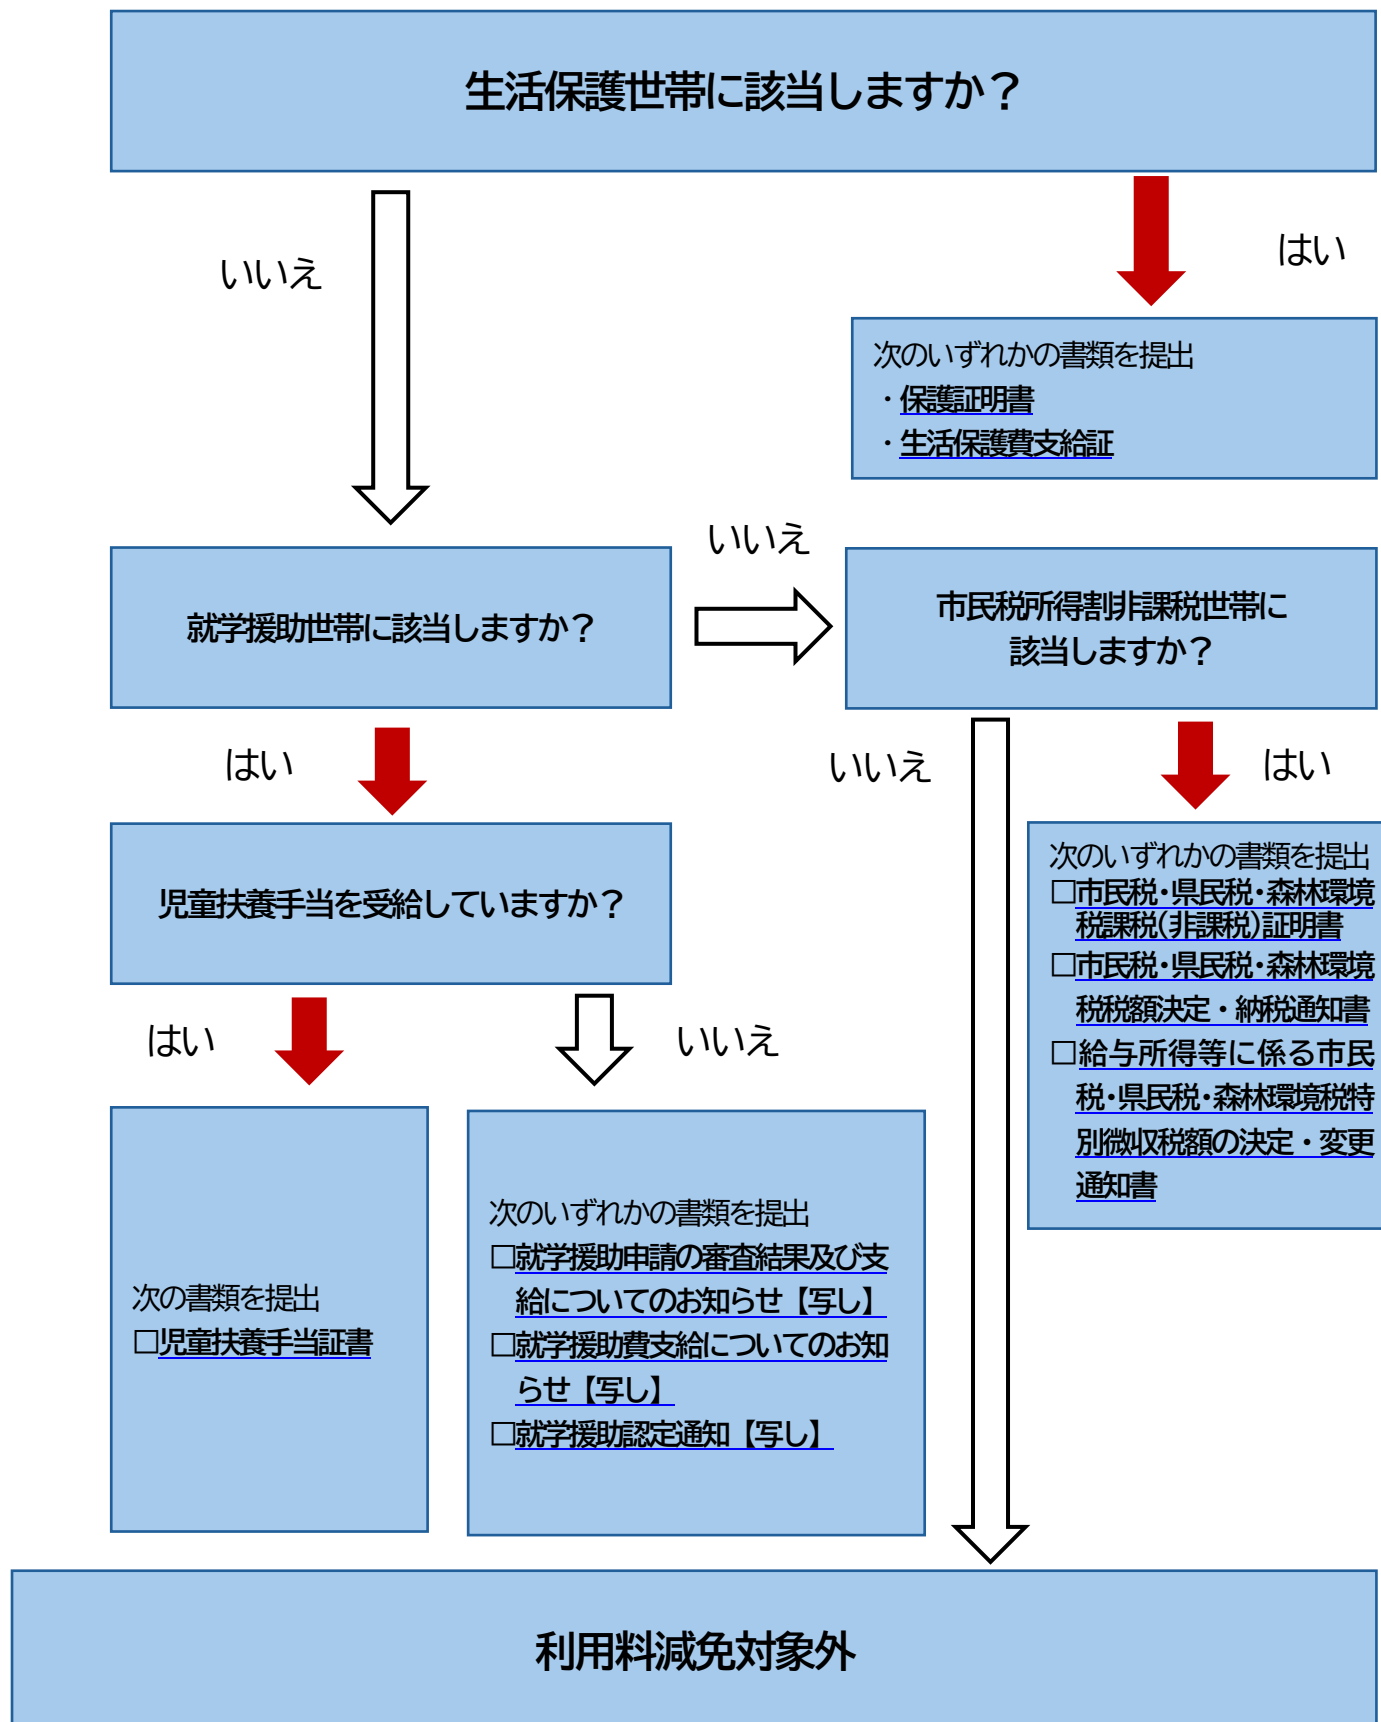 生活保護世帯に該当しますか？
いいえ
はい
次のいずれかの書類を提出
・保護証明書
・生活保護費支給証
就学援助世帯に該当しますか？
いいえ
市民税所得割非課税世帯に
該当しますか？
はい
いいえ
はい
児童扶養手当を受給していますか？
次のいずれかの書類を提出
□市民税・県民税・森林環境
税課税(非課税)証明書
□市民税・県民税・森林環境
税税額決定・納税通知書
□給与所得等に係る市民
税・県民税・森林環境税特
別徴収税額の決定・変更
通知書
はい
いいえ
次の書類を提出
□児童扶養手当証書
次のいずれかの書類を提出
□就学援助申請の審査結果及び支
給についてのお知らせ【写し】
□就学援助費支給についてのお知
らせ【写し】
□就学援助認定通知【写し】
利用料減免対象外